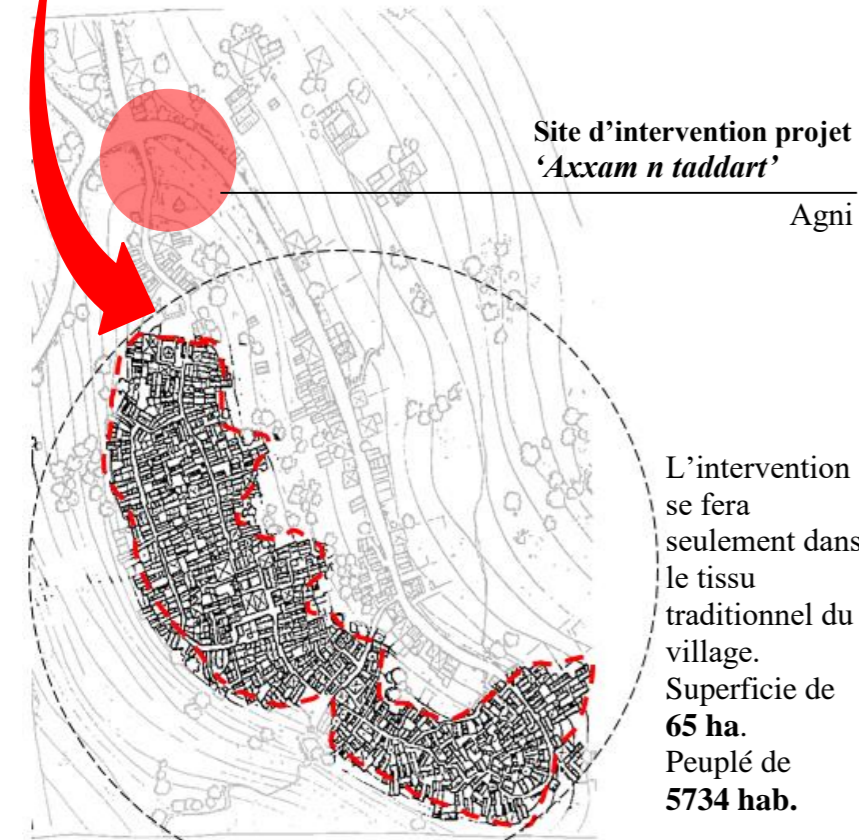 Site d’intervention projet
‘Axxam n taddart’
Agni
L’intervention
se fera
seulement dans
le tissu
traditionnel du
village.
Superficie de
65 ha.
Peuplé de
5734 hab.